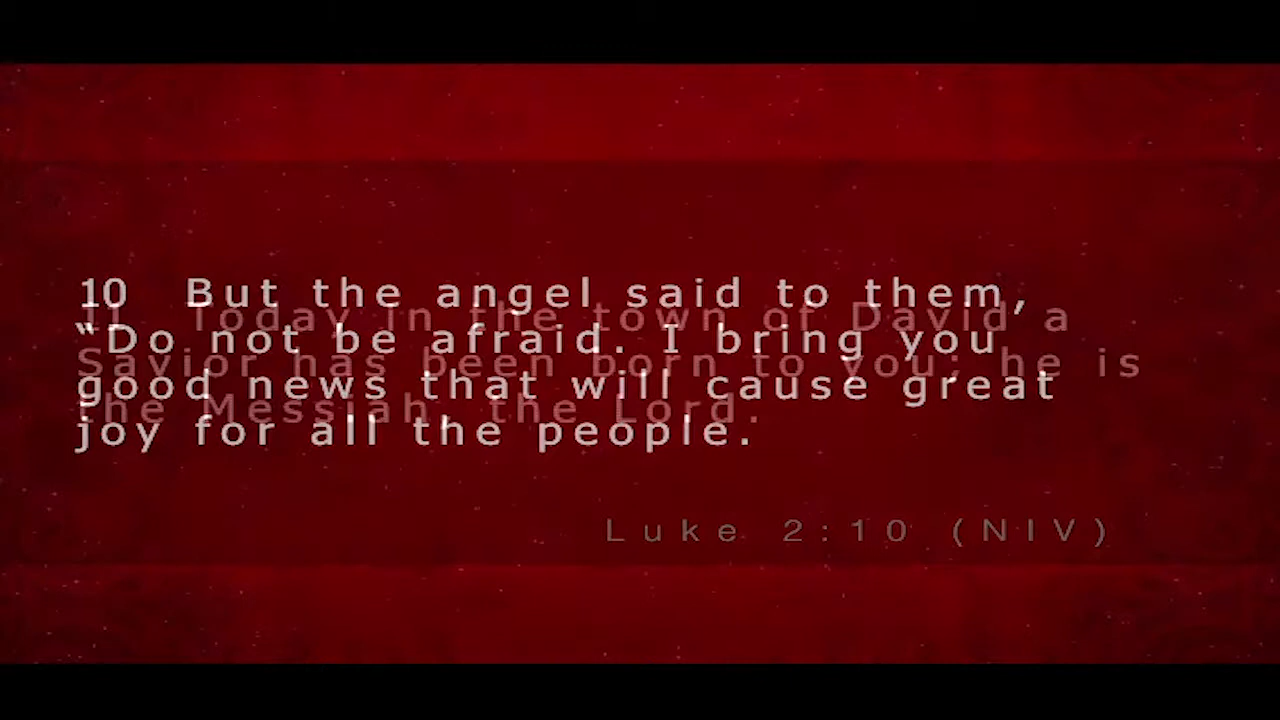 10 But the angel said to them,
“Do not be afraid. I bring you
good news that will cause great
joy for all the people.
11 Today in the town of David a
Savior has been born to you; he is
the Messiah, the Lord.
Luke 2:10 (NIV)